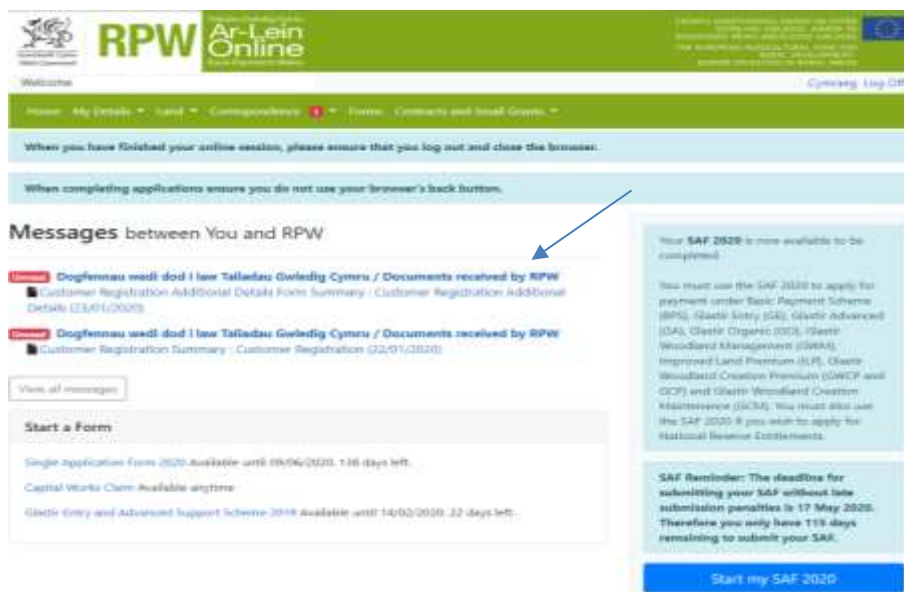 RPW Ar-Lein
Online
Welcome
Cymraeg Log Off
Home My Details Land Correspondence Forms Contracts and Small Grants
When you have finished your online session, please ensure that you log out and close the browser.
When completing applications ensure you do not use your browser's back button.
Messages between You and RPW
Unread Dogfennau wedi dod i law Taliadau Gwledig Cymru / Documents received by RPW
Customer Registration Additional Details Form Summary : Customer Registration Additional
Details (23/01/2020)
Unread Dogfennau wedi dod i law Taliadau Gwledig Cymru / Documents received by RPW
Customer Registration Summary : Customer Registration (22/01/2020)
View all messages
Start a Form
Single Application Form 2020 Available until 09/06/2020. 138 days left.
Capital Works Claim Available anytime
Glastir Entry and Advanced Support Scheme 2019 Available until 14/02/2020. 22 days left.
Your SAF 2020 is now available to be
completed.
You must use the SAF 2020 to apply for
payment under Basic Payment Scheme
(BPS), Glastir Entry (GE), Glastir Advanced
(GA), Glastir Organic (GO), Glastir
Woodland Management (GWM),
Improved Land Premium (ILP), Glastir
Woodland Creation Premium (GWCP and
GCP) and Glastir Woodland Creation
Maintenance (GCM). You must also use
the SAF 2020 if you wish to apply for
National Reserve Entitlements.
SAF Reminder: The deadline for
submitting your SAF without late
submission penalties is 17 May 2020.
Therefore you only have 115 days
remaining to submit your SAF.
Start my SAF 2020